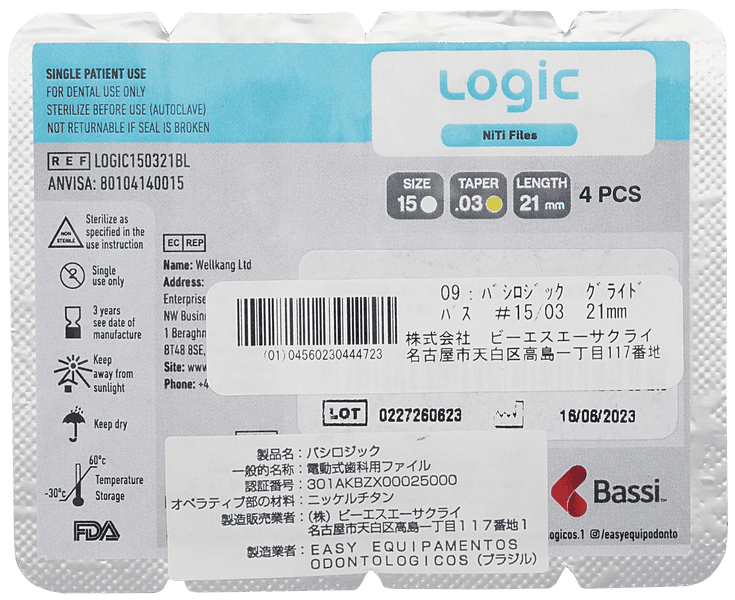 SINGLE PATIENT USE
FOR DENTAL USE ONLY
STERILIZE BEFORE USE (AUTOCLAVE)
NOT RETURNABLE IF SEAL IS BROKEN
Logic
NiTi Files
REF LOGIC150321BL
ANVISA: 80104140015
SIZE
15
TAPER
.03
LENGTH
21 mm
4 PCS
NON
STERILE
Sterilize as
specified in the
use instruction
2
Single
use only
3 years
see date of
manufacture
Keep
away from
sunlight
Keep dry
60°c
-30°c
Temperature
Storage
FDA
EC REP
Name: Wellkang Ltd
Address:
Enterprise
NW Busin
1 Beraghm
BT48 8SE,
Site: www
Phone: +4
09：バシロジック グライド
パス #15/03 21mm
(01)04560230444723
株式会社 ビーエスエーサクライ
名古屋市天白区高島一丁目117番地
LOT 0227260623
16/06/2023
製品名：バシロジック
一般的名称：電動式歯科用ファイル
認証番号：301AKBZX00025000
オペラティブ部の材料：ニッケルチタン
製造販売業者：（株）ビーエスエーサクライ
名古屋市天白区高島一丁目１１７番地1
製造業者：EASY EQUIPAMENTOS
ODONTOLOGICOS（ブラジル）
Bassi
ogicos.1 @/easyequipodonto